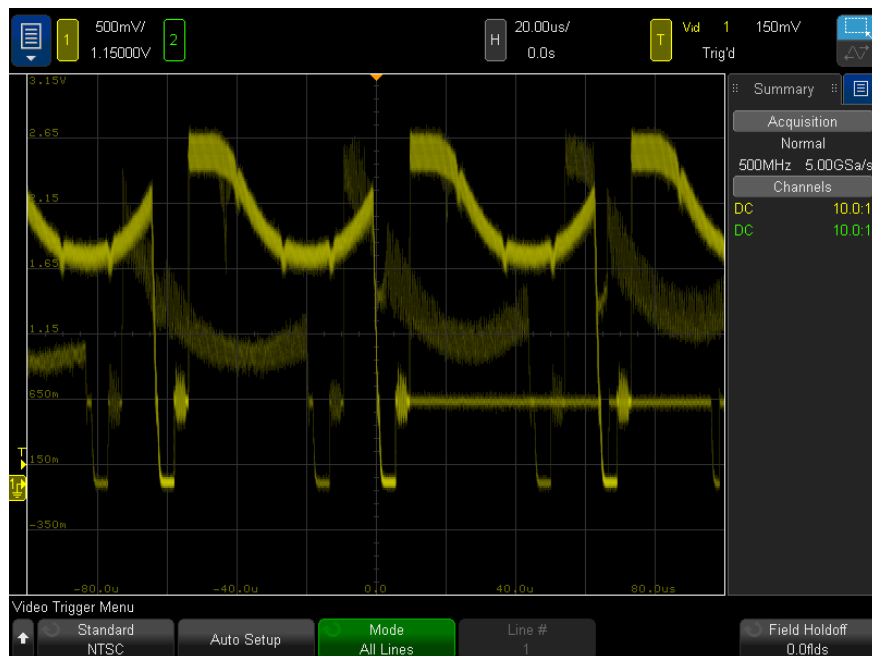 1
500mV/
1.15000V
2
H
20.00us/
0.0s
T
Vid 1 150mV
Trig'd
Summary
Acquisition
Normal
500MHz 5.00GSa/s
Channels
DC 10.0:1
DC 10.0:1
3.15V
2.65
2.15
1.65
1.15
650m
T
150m
1
-350m
-80.0u
-40.0u
0.0
40.0u
80.0us
Video Trigger Menu
Standard
NTSC
Auto Setup
Mode
All Lines
Line #
1
Field Holdoff
0.0flds